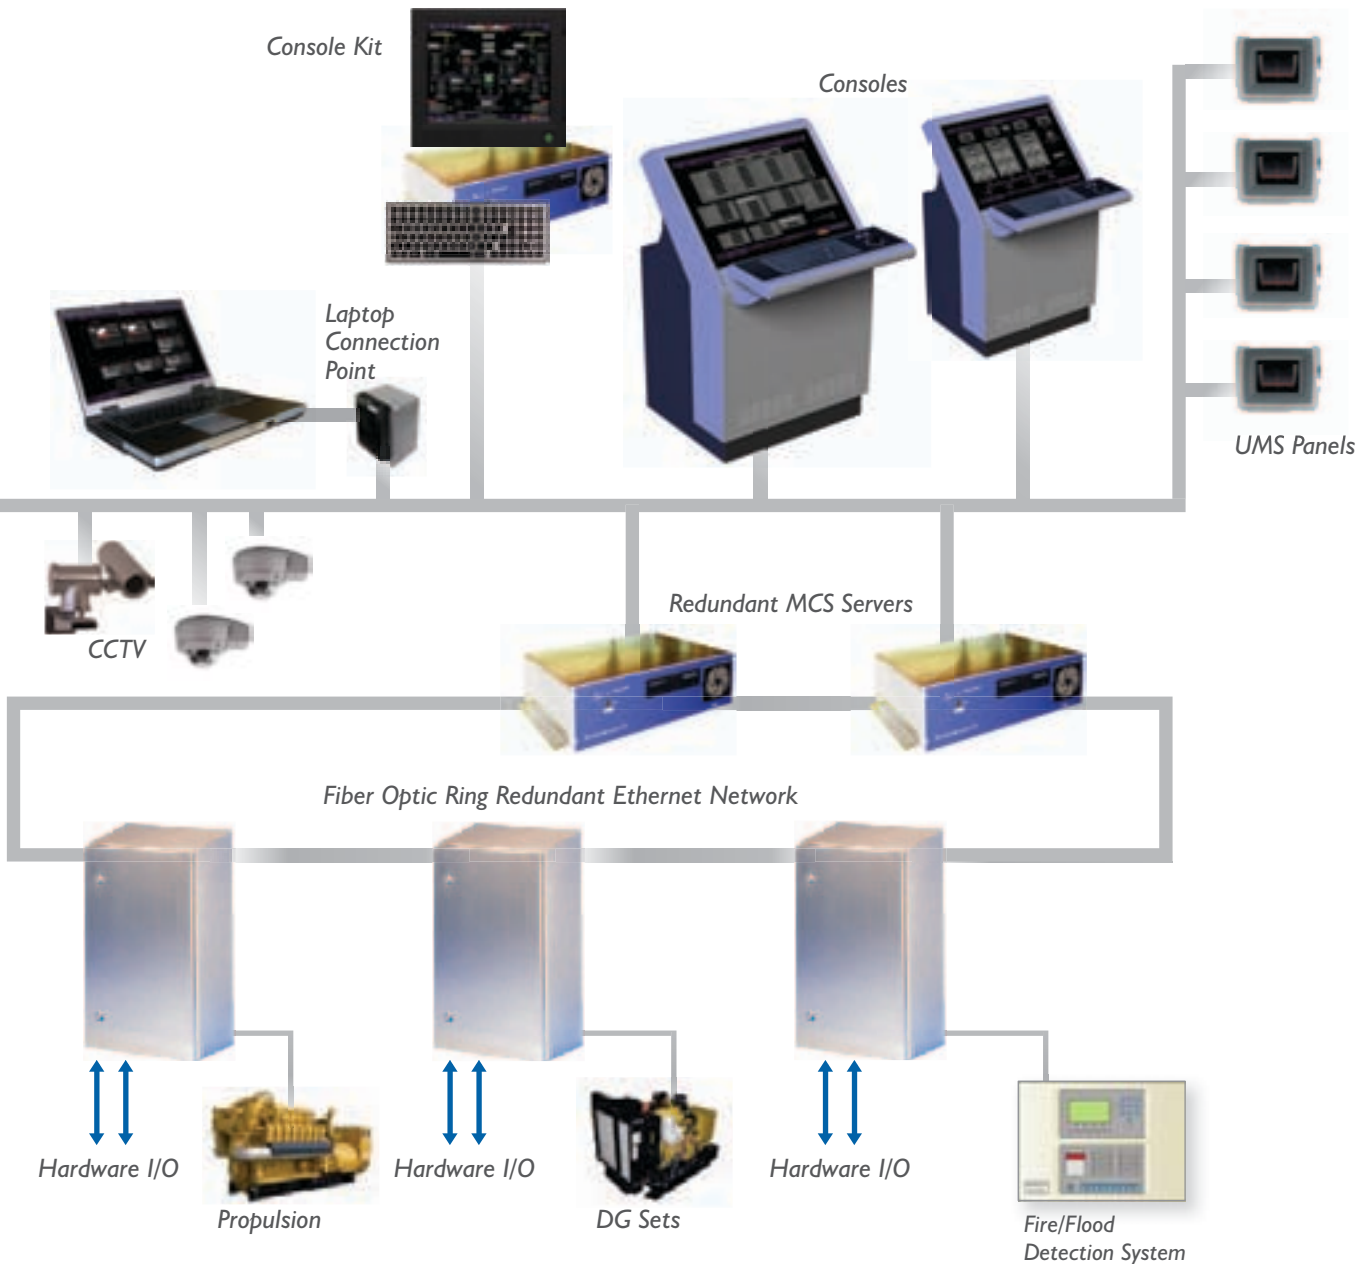 Console Kit
Consoles
Laptop
Connection
Point
UMS Panels
CCTV
Redundant MCS Servers
Fiber Optic Ring Redundant Ethernet Network
Hardware I/O
Hardware I/O
Hardware I/O
Propulsion
DG Sets
Fire/Flood
Detection System